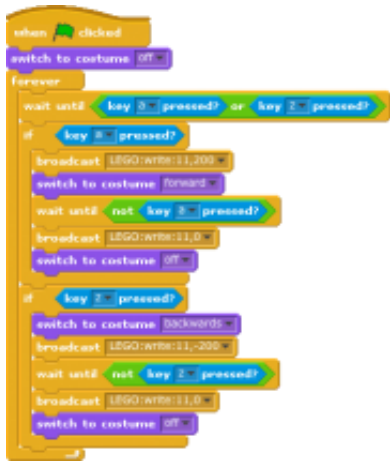 when clicked
switch to costume off
forever
wait until key a pressed? or key z pressed?
if key a pressed?
broadcast LEGO:write:11,200
switch to costume forward
wait until not key a pressed?
broadcast LEGO:write:11,0
switch to costume off
if key z pressed?
switch to costume backwards
broadcast LEGO:write:11,-200
wait until not key z pressed?
broadcast LEGO:write:11,0
switch to costume off